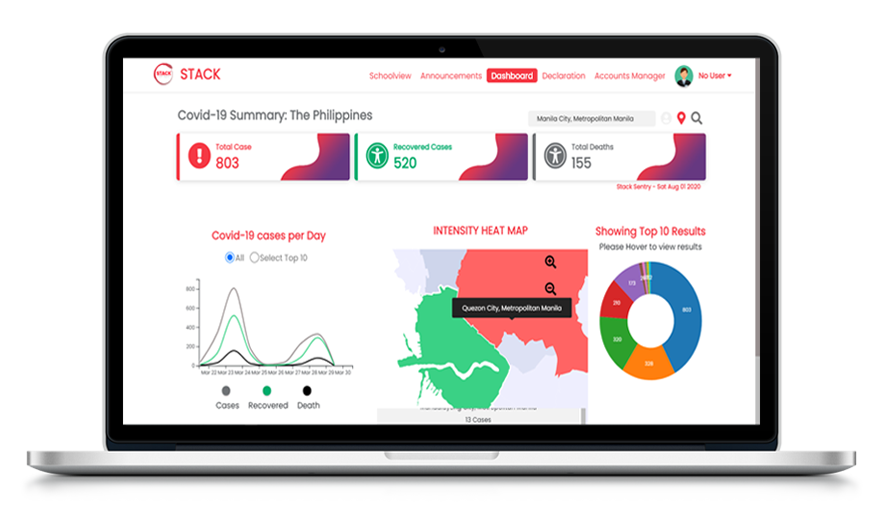 STACK
STACK
Schoolview Announcements Dashboard Declaration Accounts Manager No User
Covid-19 Summary: The Philippines
Manila City, Metropolitan Manila
Total Case
803
Recovered Cases
520
Total Deaths
155
Stack Sentry - Sat Aug 01 2020
Covid-19 cases per Day
All Select Top 10
800
600
400
200
0
Mar 22 Mar 23 Mar 24 Mar 25 Mar 26 Mar 27 Mar 28 Mar 29 Mar 30
Cases Recovered Death
INTENSITY HEAT MAP
Quezon City, Metropolitan Manila
Mandaluyong City, Metropolitan Manila
13 Cases
Showing Top 10 Results
Please Hover to view results
803
320